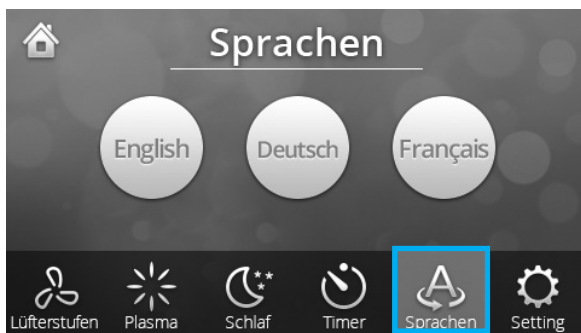 Sprachen
English Deutsch Français
Lüfterstufen Plasma Schlaf Timer Sprachen Setting